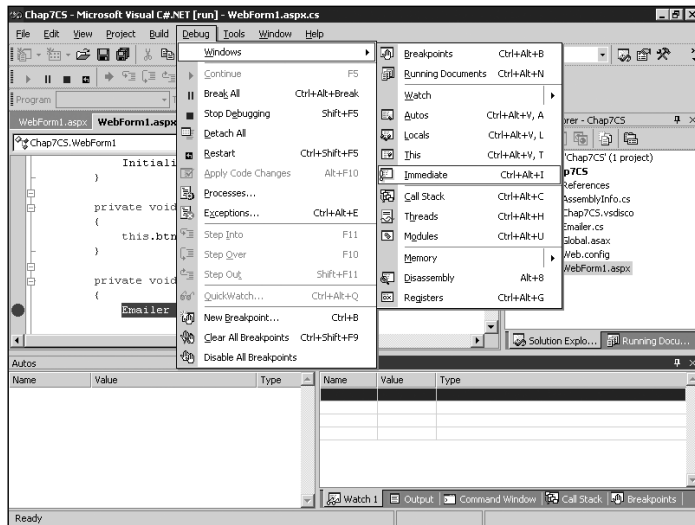 Chap7CS - Microsoft Visual C#.NET [run] - WebForm1.aspx.cs
File Edit View Project Build Debug Tools Window Help
Program
WebForm1.aspx WebForm1.aspx
Chap7CS.WebForm1
Initiali
}
private void
{
this.btn
}
private void
{
Emailer
Windows
Continue F5
Break All Ctrl+Alt+Break
Stop Debugging Shift+F5
Detach All
Restart Ctrl+Shift+F5
Apply Code Changes Alt+F10
Processes...
Exceptions... Ctrl+Alt+E
Step Into F11
Step Over F10
Step Out Shift+F11
QuickWatch... Ctrl+Alt+Q
New Breakpoint... Ctrl+B
Clear All Breakpoints Ctrl+Shift+F9
Disable All Breakpoints
Breakpoints Ctrl+Alt+B
Running Documents Ctrl+Alt+N
Watch
Autos Ctrl+Alt+V, A
Locals Ctrl+Alt+V, L
This Ctrl+Alt+V, T
Immediate Ctrl+Alt+I
Call Stack Ctrl+Alt+C
Threads Ctrl+Alt+H
Modules Ctrl+Alt+U
Memory
Disassembly Alt+8
Registers Ctrl+Alt+G
orer - Chap7CS
'Chap7CS' (1 project)
p7CS
References
AssemblyInfo.cs
Chap7CS.vsdisco
Emailer.cs
Global.asax
Web.config
WebForm1.aspx
Solution Explo... Running Docu...
Autos
Name Value Type
Name Value Type
Watch 1 Output Command Window Call Stack Breakpoints
Ready